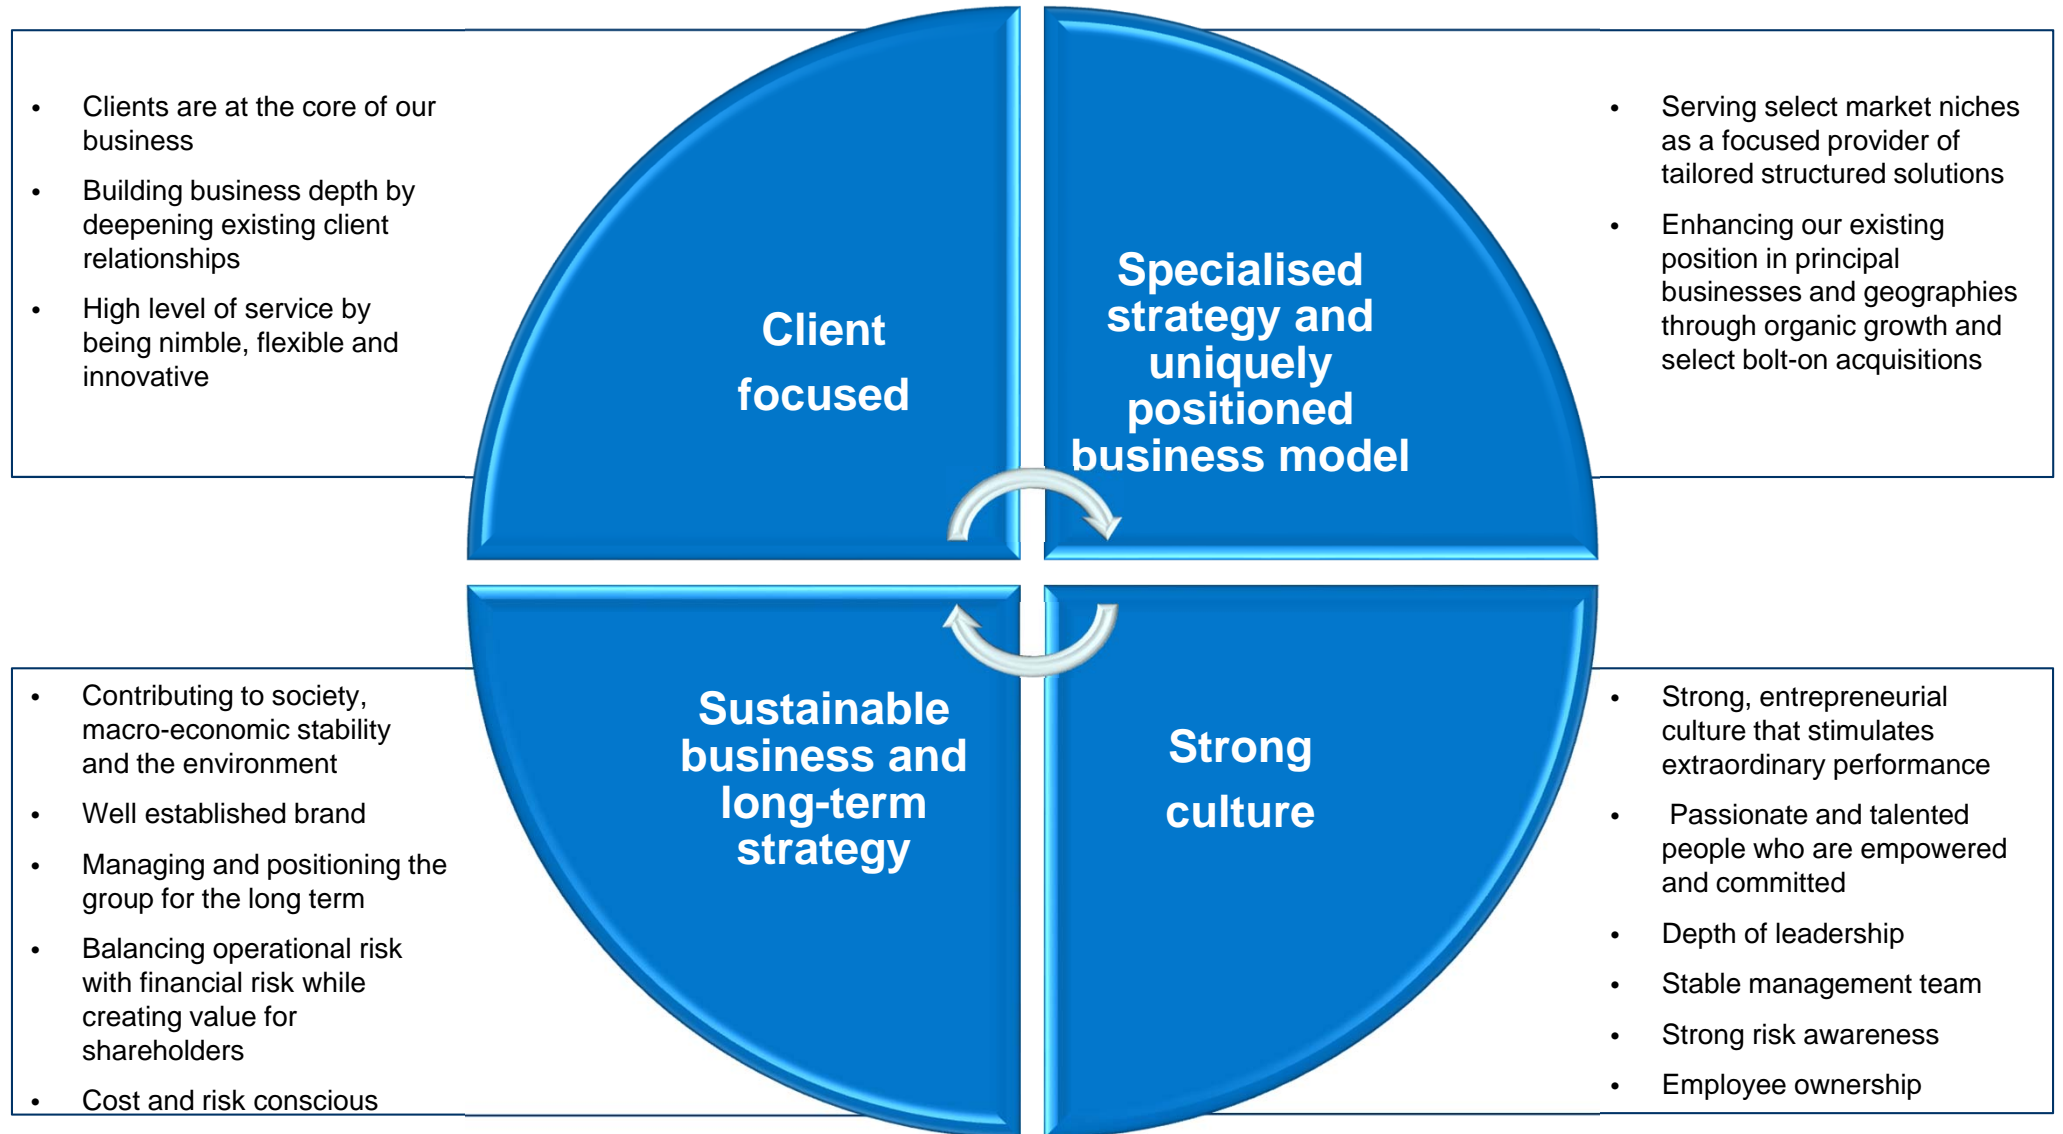 • Clients are at the core of our
business
• Building business depth by
deepening existing client
relationships
• High level of service by
being nimble, flexible and
innovative
Client
focused
Specialised
strategy and
uniquely
positioned
business model
• Serving select market niches
as a focused provider of
tailored structured solutions
• Enhancing our existing
position in principal
businesses and geographies
through organic growth and
select bolt-on acquisitions
• Contributing to society,
macro-economic stability
and the environment
• Well established brand
• Managing and positioning the
group for the long term
• Balancing operational risk
with financial risk while
creating value for
shareholders
• Cost and risk conscious
Sustainable
business and
long-term
strategy
Strong
culture
• Strong, entrepreneurial
culture that stimulates
extraordinary performance
• Passionate and talented
people who are empowered
and committed
• Depth of leadership
• Stable management team
• Strong risk awareness
• Employee ownership